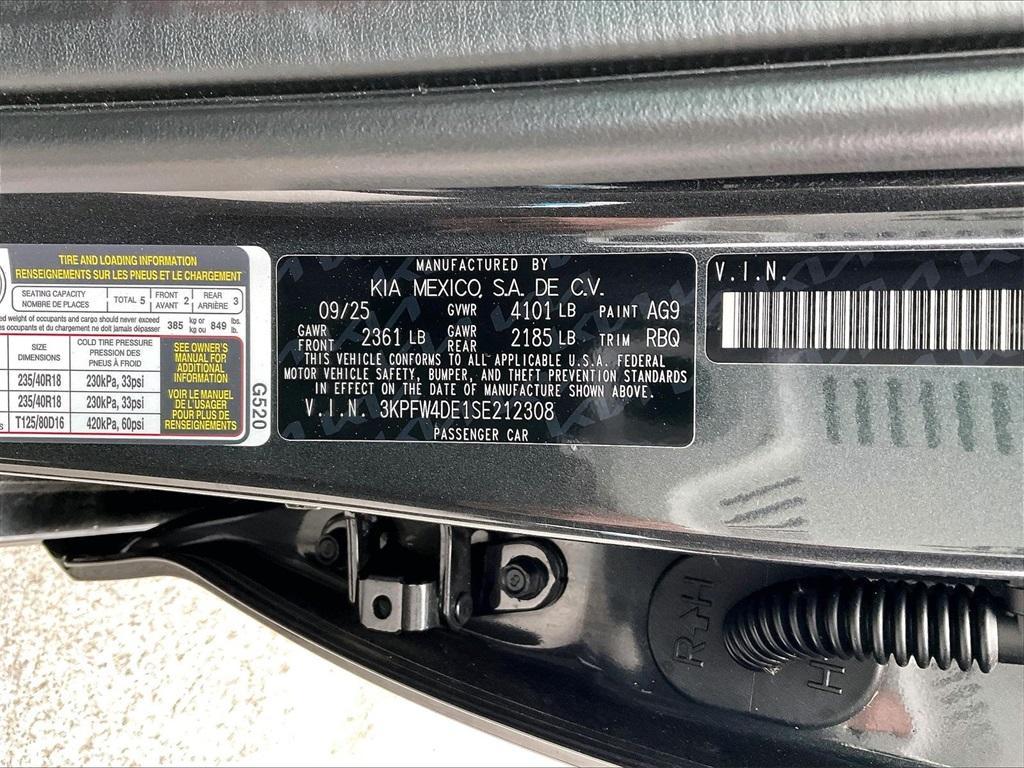 TIRE AND LOADING INFORMATION
RENSEIGNEMENTS SUR LES PNEUS ET LE CHARGEMENT
SEATING CAPACITY
NOMBRE DE PLACES
TOTAL 5
FRONT
AVANT 2
REAR
ARRIÈRE 3
weight of occupants and cargo should never exceed
occupants et du chargement ne doit jamais dépasser
385 kg or 849 lbs.
kg ou lb.
SIZE
DIMENSIONS
COLD TIRE PRESSURE
PRESSION DES
PNEUS À FROID
235/40R18 230kPa, 33psi
235/40R18 230kPa, 33psi
T125/80D16 420kPa, 60psi
SEE OWNER'S
MANUAL FOR
ADDITIONAL
INFORMATION
VOIR LE MANUEL
DE L'USAGER
POUR PLUS DE
RENSEIGNEMENTS
G520
MANUFACTURED BY
KIA MEXICO, S.A. DE C.V.
09/25 GVWR 4101 LB PAINT AG9
GAWR FRONT 2361 LB GAWR REAR 2185 LB TRIM RBQ
THIS VEHICLE CONFORMS TO ALL APPLICABLE U.S.A. FEDERAL
MOTOR VEHICLE SAFETY, BUMPER, AND THEFT PREVENTION STANDARDS
IN EFFECT ON THE DATE OF MANUFACTURE SHOWN ABOVE.
V.I.N. 3KPFW4DE1SE212308
PASSENGER CAR
V.I.N.
RH
H